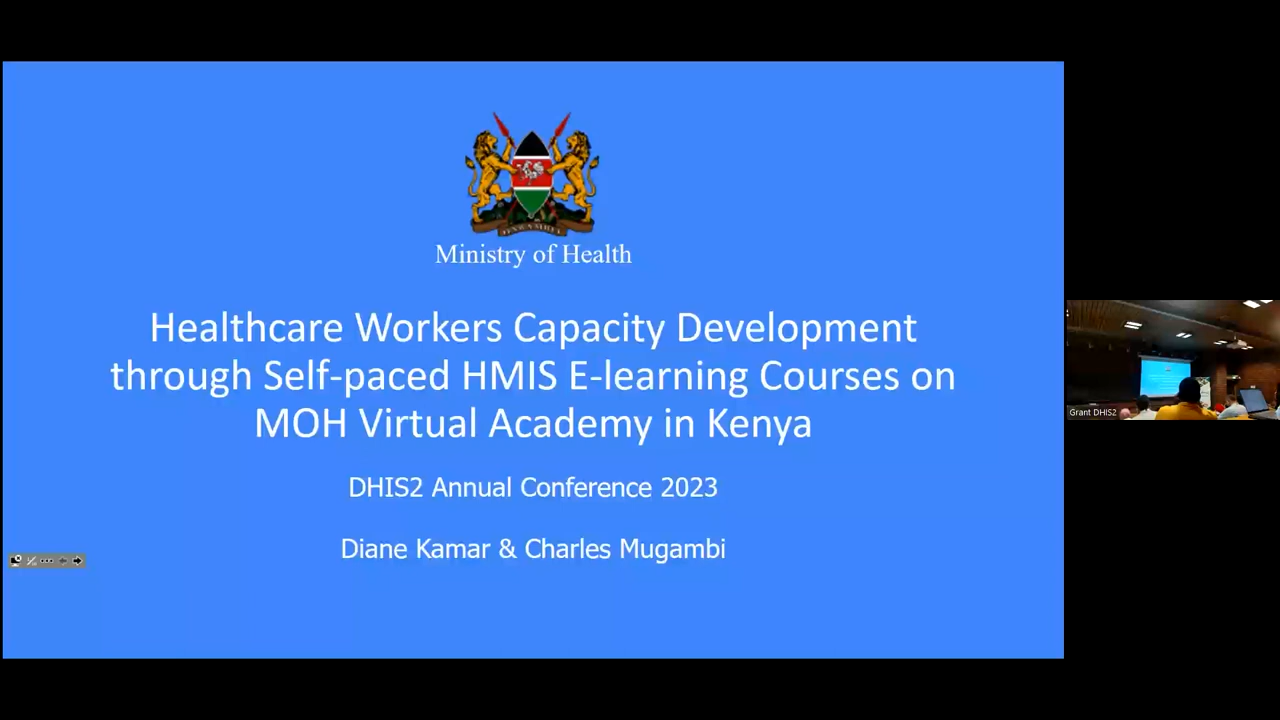 Ministry of Health
Healthcare Workers Capacity Development
through Self-paced HMIS E-learning Courses on
MOH Virtual Academy in Kenya
DHIS2 Annual Conference 2023
Diane Kamar & Charles Mugambi
Grant DHIS2